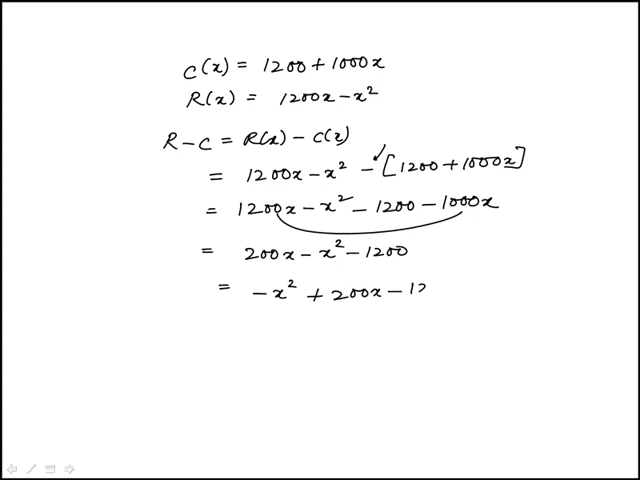 C(x) = 1200 + 1000x
R(x) = 1200x - x²
R - C = R(x) - C(x)
= 1200x - x² - [1200 + 1000x]
= 1200x - x² - 1200 - 1000x
= 200x - x² - 1200
= -x² + 200x - 12